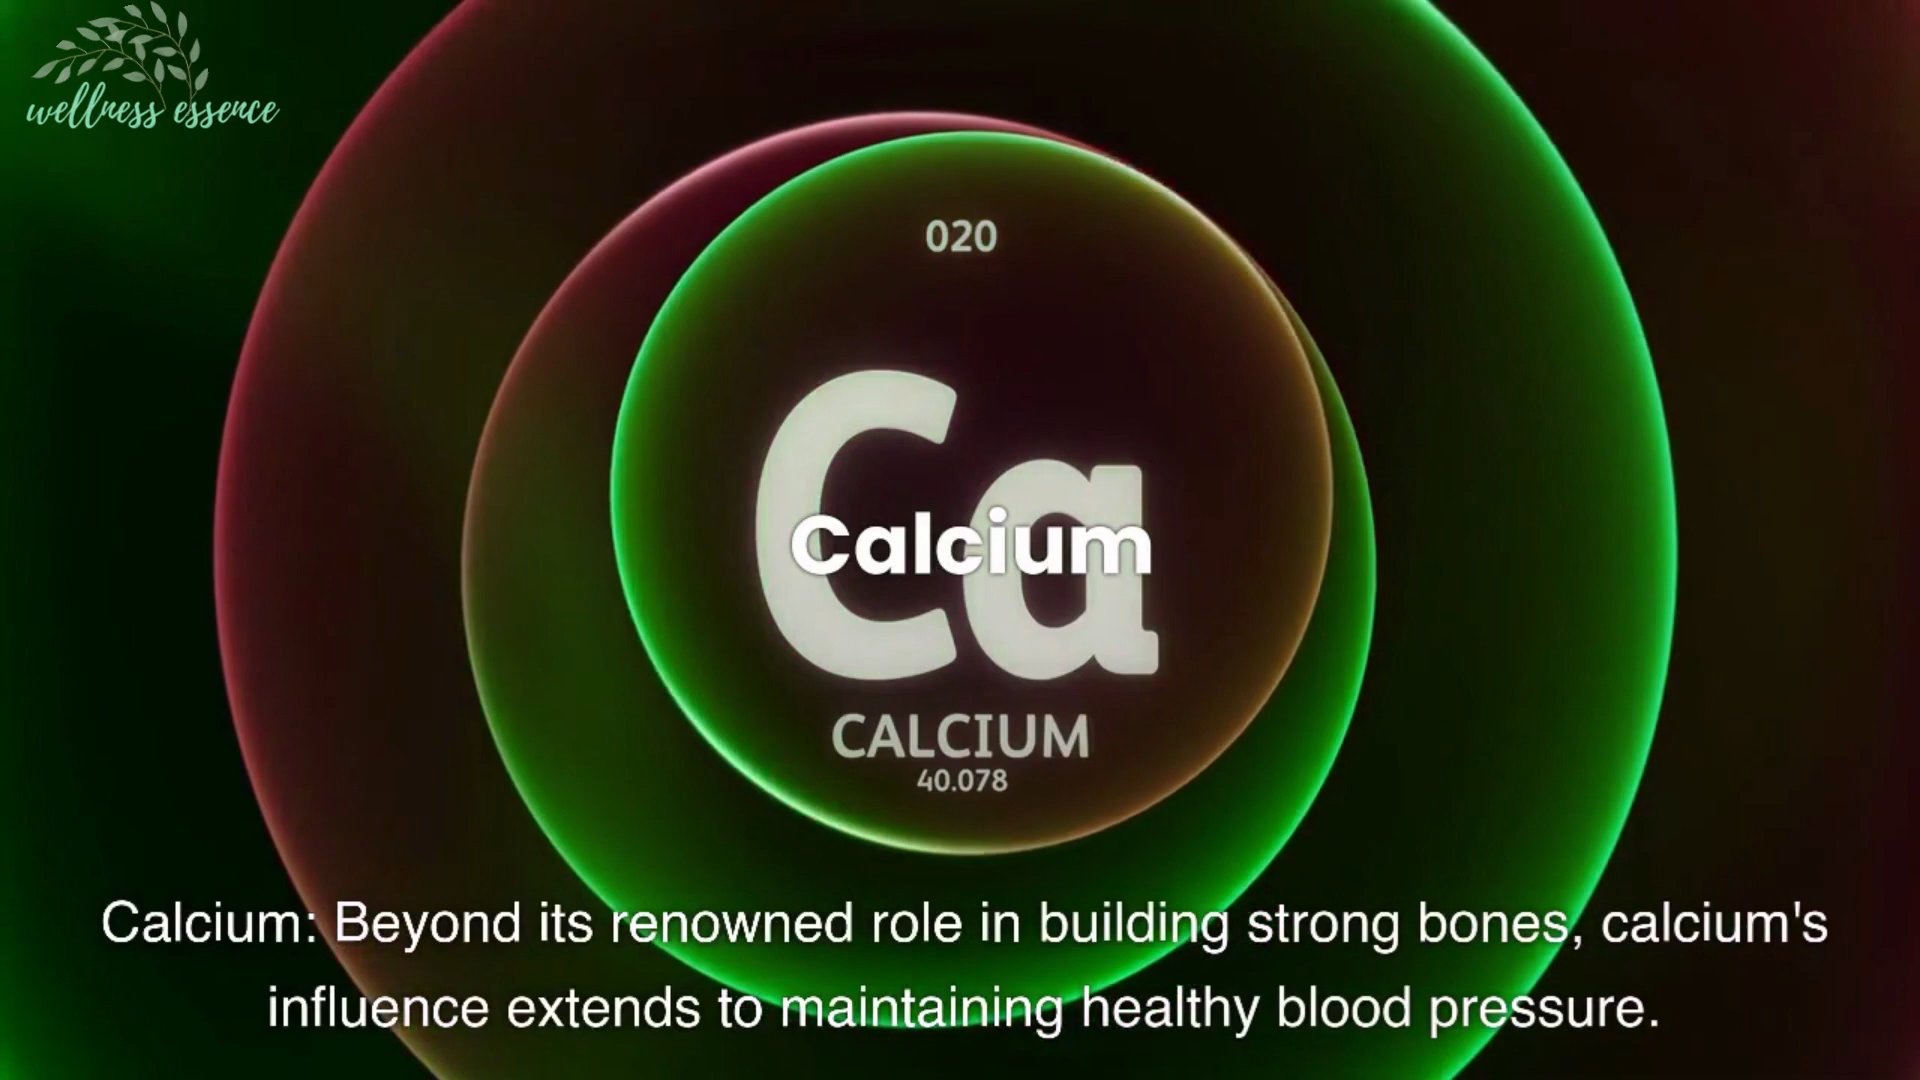 wellness essence
020
Ca
Calcium
CALCIUM
40.078
Calcium: Beyond its renowned role in building strong bones, calcium's
influence extends to maintaining healthy blood pressure.